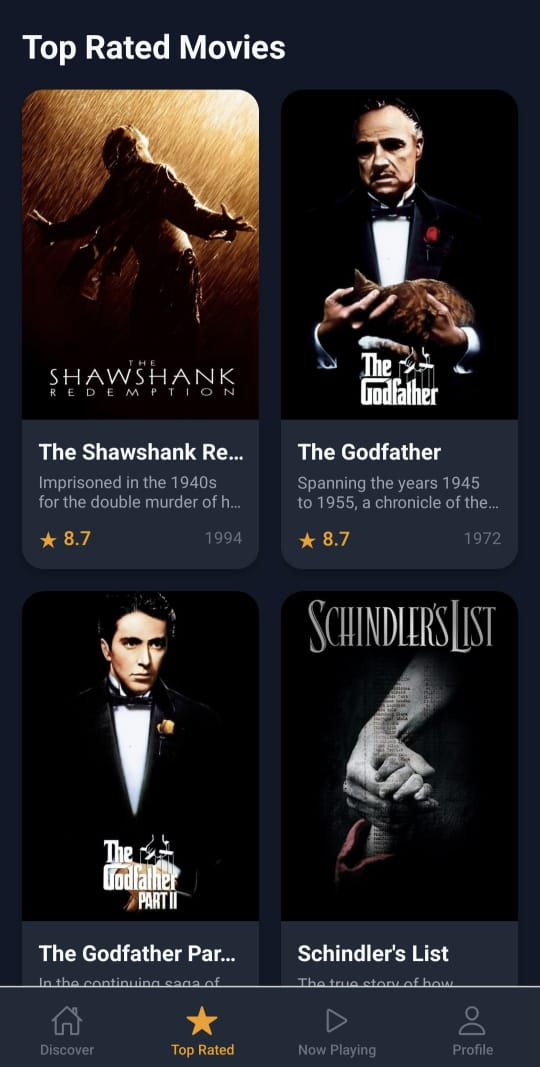 Top Rated Movies
THE
SHAWSHANK
REDEMPTION
The Godfather
The Shawshank Re...
Imprisoned in the 1940s
for the double murder of h...
8.7
1994
The Godfather
Spanning the years 1945
to 1955, a chronicle of the...
8.7
1972
The Godfather
PART II
SCHINDLER'S LIST
The Godfather Par...
In the continuing saga of
Schindler's List
The true story of how
Discover
Top Rated
Now Playing
Profile